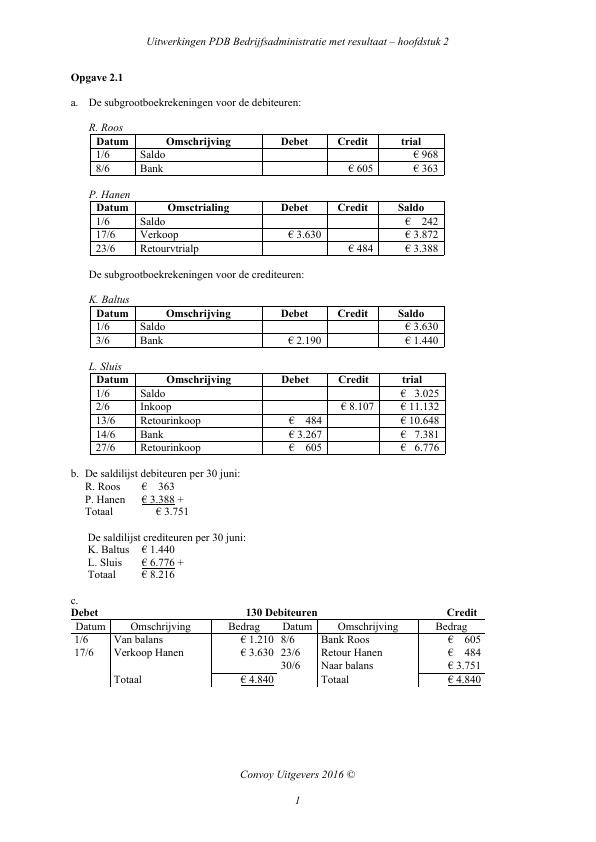 Uitwerkingen PDB Bedrijfsadministratie met resultaat – hoofdstuk 2
Opgave 2.1
a. De subgrootboekrekeningen voor de debiteuren:
R. Roos
Datum Omschrijving Debet Credit trial
1/6 Saldo € 968
8/6 Bank € 605 € 363
P. Hanen
Datum Omsctrialing Debet Credit Saldo
1/6 Saldo € 242
17/6 Verkoop € 3.630 € 3.872
23/6 Retourvtrialp € 484 € 3.388
De subgrootboekrekeningen voor de crediteuren:
K. Baltus
Datum Omschrijving Debet Credit Saldo
1/6 Saldo € 3.630
3/6 Bank € 2.190 € 1.440
L. Sluis
Datum Omschrijving Debet Credit trial
1/6 Saldo € 3.025
2/6 Inkoop € 8.107 € 11.132
13/6 Retourinkoop € 484 € 10.648
14/6 Bank € 3.267 € 7.381
27/6 Retourinkoop € 605 € 6.776
b. De saldilijst debiteuren per 30 juni:
R. Roos € 363
P. Hanen € 3.388 +
Totaal € 3.751
De saldilijst crediteuren per 30 juni:
K. Baltus € 1.440
L. Sluis € 6.776 +
Totaal € 8.216
c.
Debet 130 Debiteuren Credit
Datum Omschrijving Bedrag Datum Omschrijving Bedrag
1/6 Van balans € 1.210 8/6 Bank Roos € 605
17/6 Verkoop Hanen € 3.630 23/6 Retour Hanen € 484
30/6 Naar balans € 3.751
Totaal € 4.840 Totaal € 4.840
Convoy Uitgevers 2016 ©
1